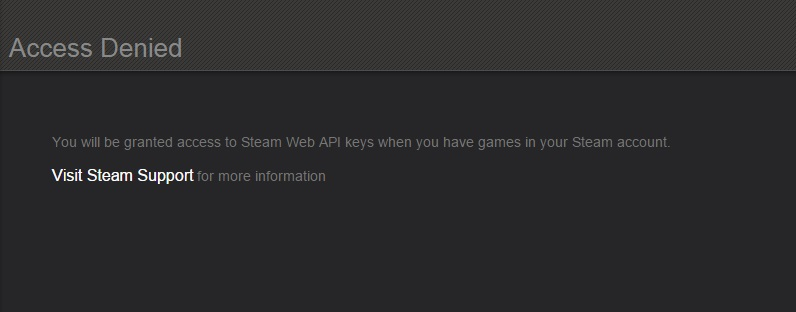 Access Denied
You will be granted access to Steam Web API keys when you have games in your Steam account.
Visit Steam Support for more information